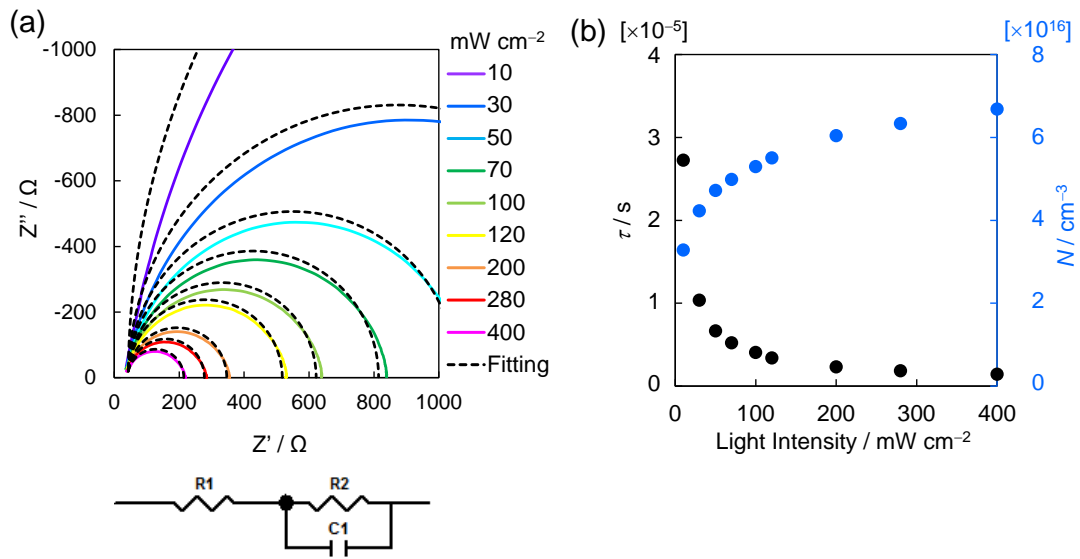 (a)
-1000
-800
-600
-400
-200
0
Z'' / Ω
0 200 400 600 800 1000
Z' / Ω
mW cm⁻²
10
30
50
70
100
120
200
280
400
Fitting
R1
R2
C1
(b)
[×10⁻⁵]
[×10¹⁶]
4
3
2
1
0
τ / s
8
6
4
2
0
N / cm⁻³
0 100 200 300 400
Light Intensity / mW cm⁻²